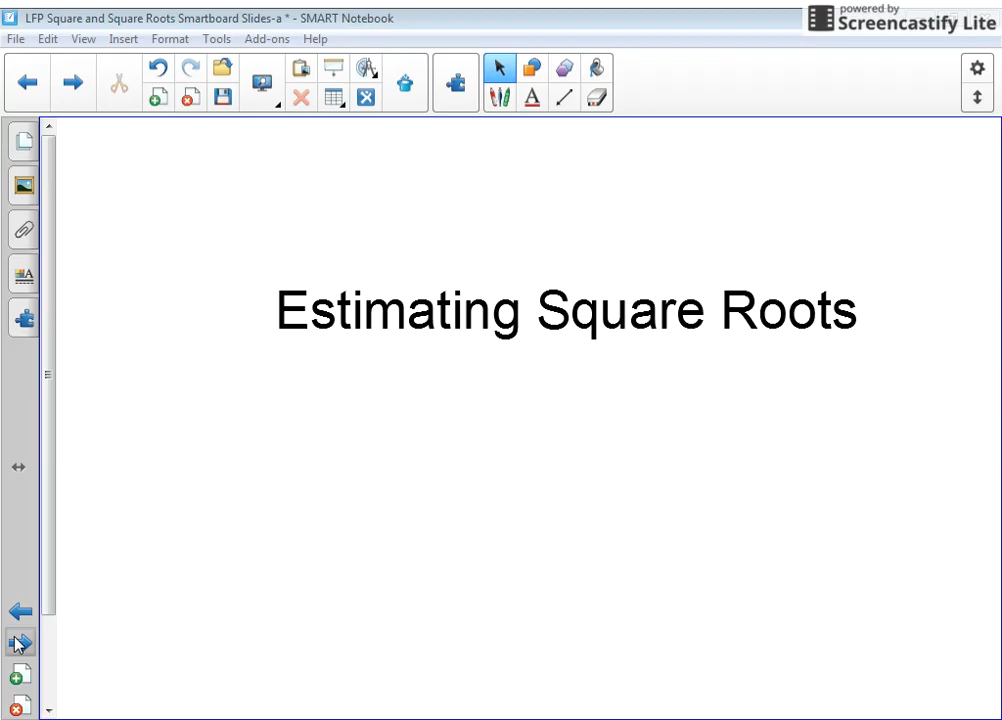 LFP Square and Square Roots Smartboard Slides-a * - SMART Notebook
powered by
Screencastify Lite
File Edit View Insert Format Tools Add-ons Help
Estimating Square Roots